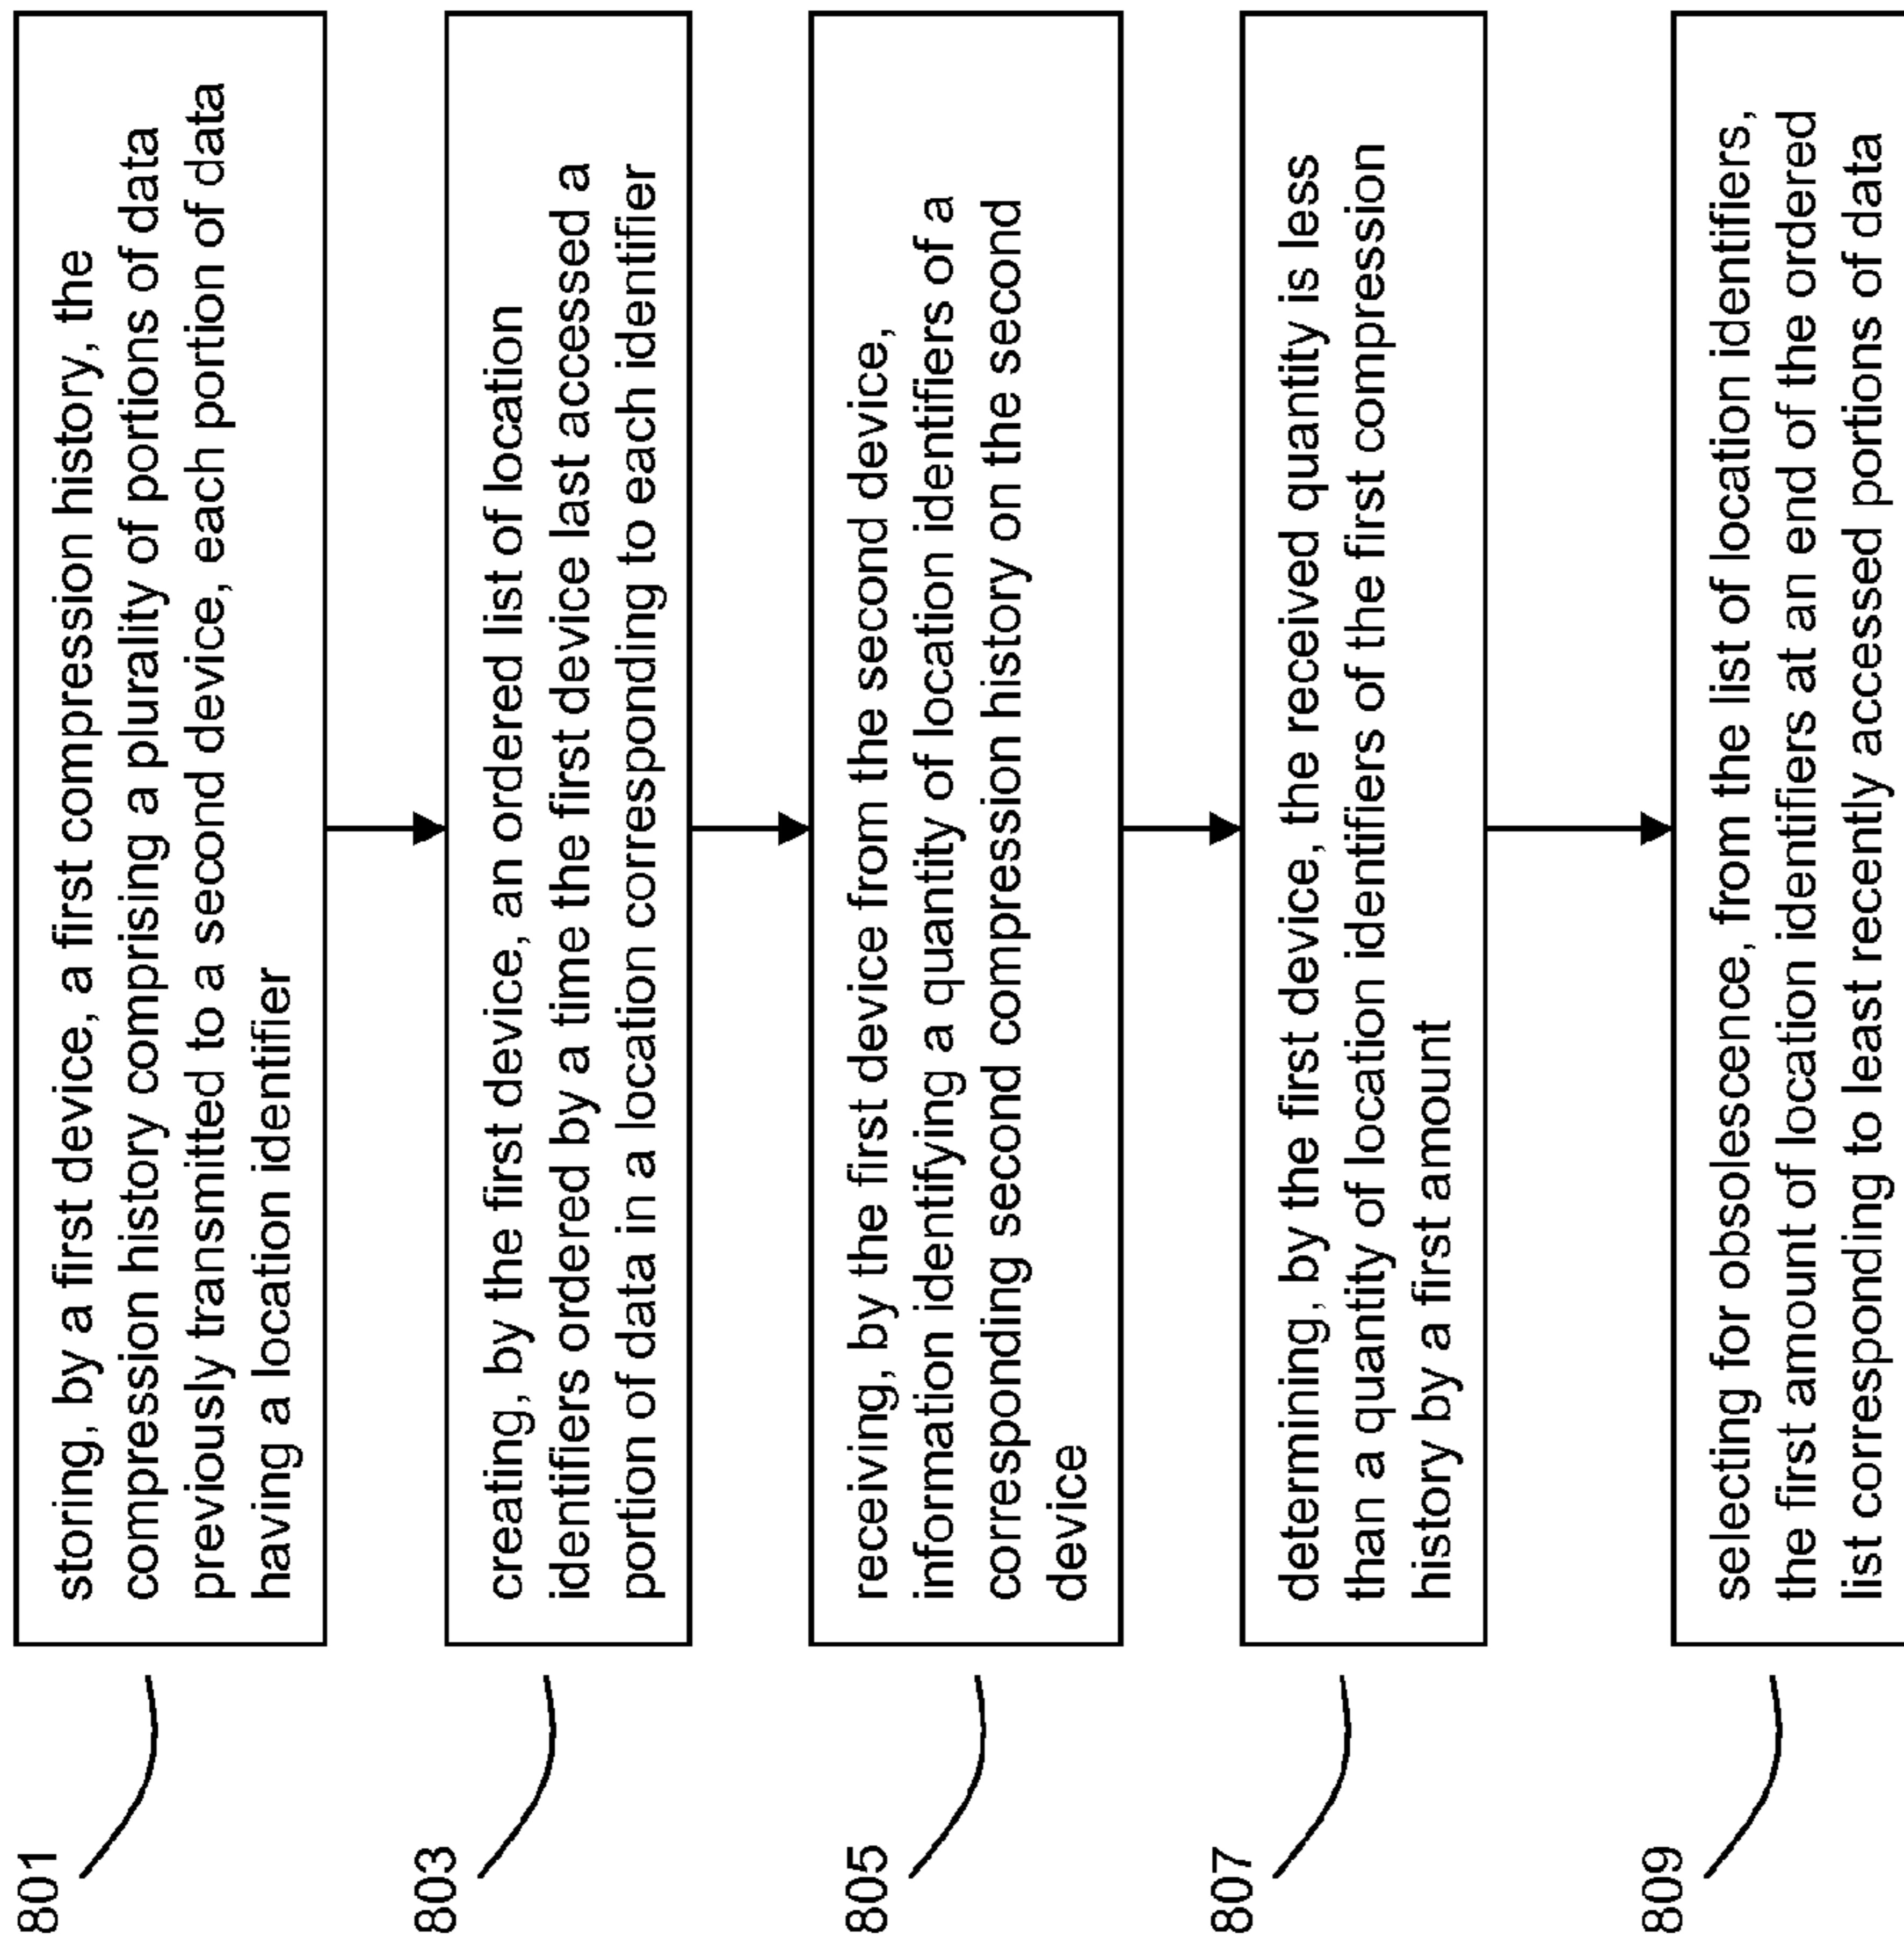 801
storing, by a first device, a first compression history, the
compression history comprising a plurality of portions of data
previously transmitted to a second device, each portion of data
having a location identifier
803
creating, by the first device, an ordered list of location
identifiers ordered by a time the first device last accessed a
portion of data in a location corresponding to each identifier
805
receiving, by the first device from the second device,
information identifying a quantity of location identifiers of a
corresponding second compression history on the second
device
807
determining, by the first device, the received quantity is less
than a quantity of location identifiers of the first compression
history by a first amount
809
selecting for obsolescence, from the list of location identifiers,
the first amount of location identifiers at an end of the ordered
list corresponding to least recently accessed portions of data